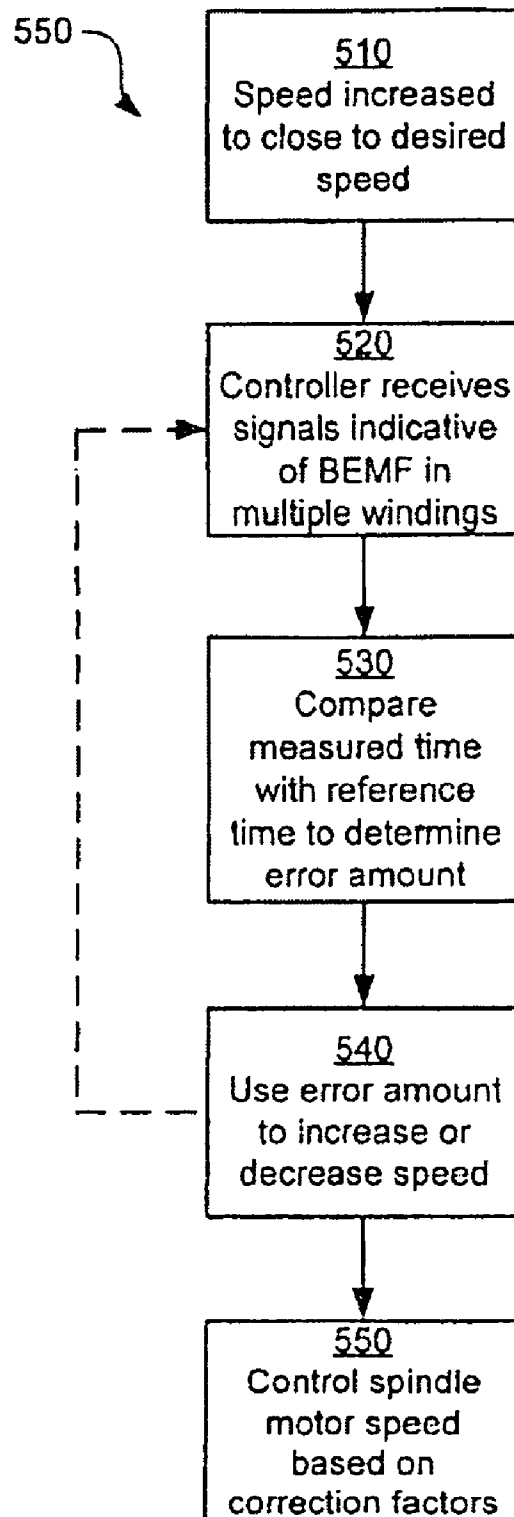 550
510
Speed increased
to close to desired
speed
520
Controller receives
signals indicative
of BEMF in
multiple windings
530
Compare
measured time
with reference
time to determine
error amount
540
Use error amount
to increase or
decrease speed
550
Control spindle
motor speed
based on
correction factors